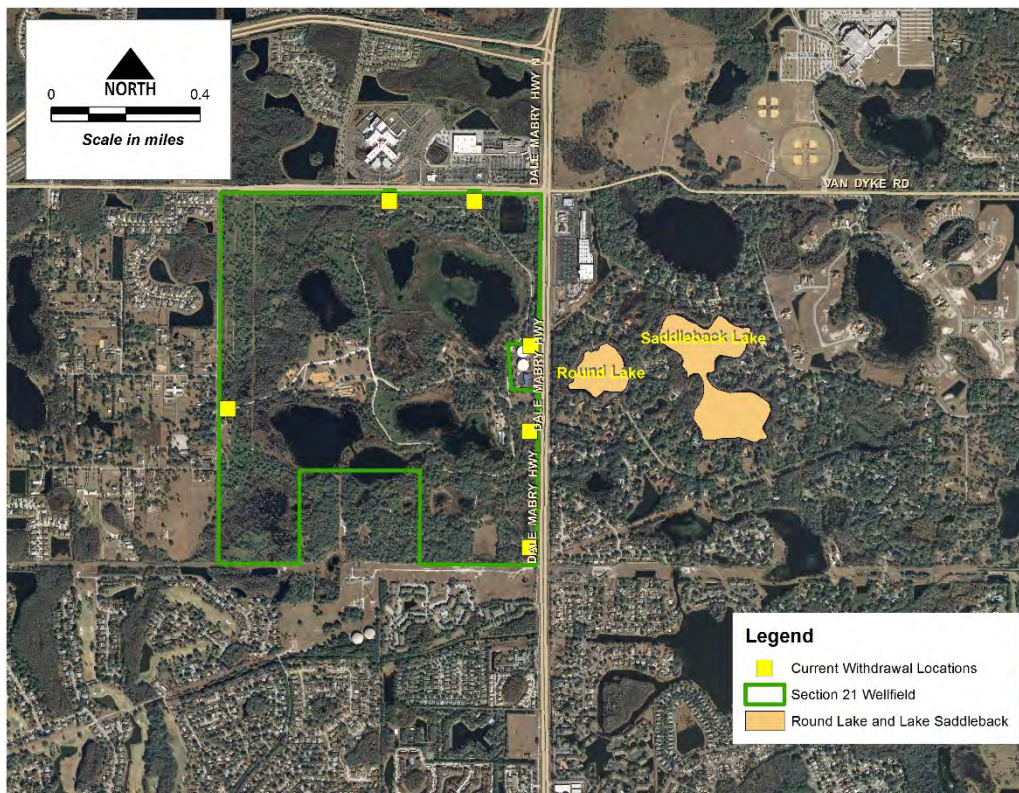 NORTH
0 0.4
Scale in miles
DALE MABRY HWY N
VAN DYKE RD
DALE MABRY HWY
Saddleback Lake
Round Lake
DALE MABRY HWY
Legend
Current Withdrawal Locations
Section 21 Wellfield
Round Lake and Lake Saddleback